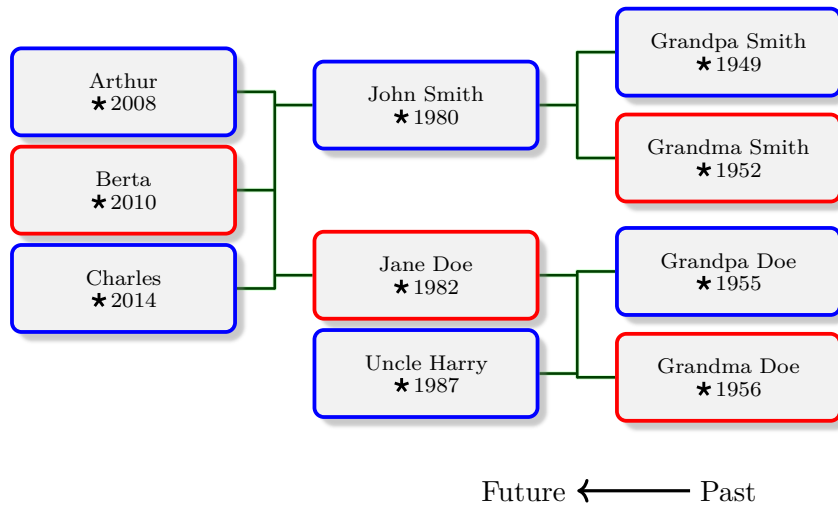 Arthur
★2008
Berta
★2010
Charles
★2014
John Smith
★1980
Jane Doe
★1982
Uncle Harry
★1987
Grandpa Smith
★1949
Grandma Smith
★1952
Grandpa Doe
★1955
Grandma Doe
★1956
Future
Past